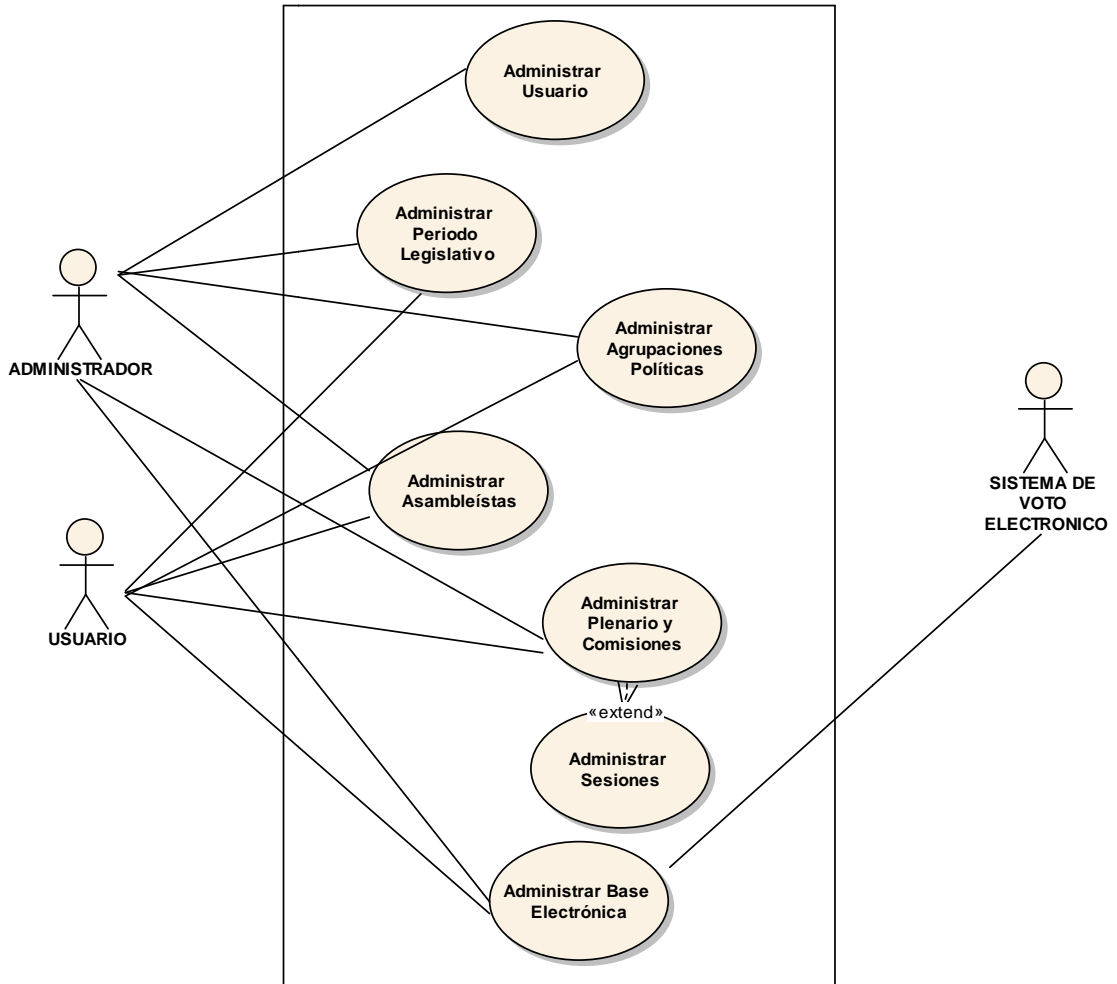 Administrar
Usuario
Administrar
Periodo
Legislativo
ADMINISTRADOR
Administrar
Agrupaciones
Políticas
Administrar
Asambleístas
SISTEMA DE
VOTO
ELECTRONICO
USUARIO
Administrar
Plenario y
Comisiones
«extend»
Administrar
Sesiones
Administrar Base
Electrónica